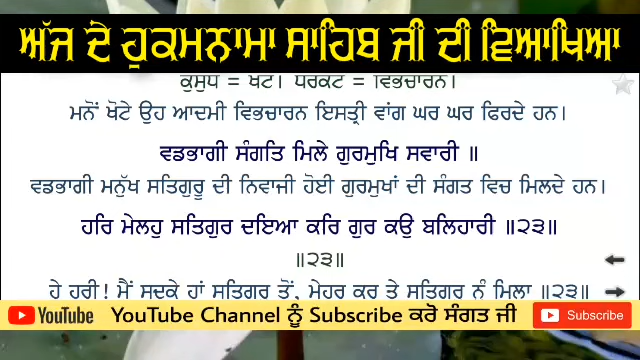 ਅੱਜ ਦੇ ਹੁਕਮਨਾਮਾ ਸਾਹਿਬ ਜੀ ਦੀ ਵਿਆਖਿਆ
ਕੁਸੁਧ = ਖੋਟੇ। ਧਰਕਟ = ਵਿਭਚਾਰਨ।
ਮਨੋਂ ਖੋਟੇ ਉਹ ਆਦਮੀ ਵਿਭਚਾਰਨ ਇਸਤ੍ਰੀ ਵਾਂਗ ਘਰ ਘਰ ਫਿਰਦੇ ਹਨ।
ਵਡਭਾਗੀ ਸੰਗਤਿ ਮਿਲੇ ਗੁਰਮੁਖਿ ਸਵਾਰੀ ॥
ਵਡਭਾਗੀ ਮਨੁੱਖ ਸਤਿਗੁਰੂ ਦੀ ਨਿਵਾਜੀ ਹੋਈ ਗੁਰਮੁਖਾਂ ਦੀ ਸੰਗਤ ਵਿਚ ਮਿਲਦੇ ਹਨ।
ਹਰਿ ਮੇਲਹੁ ਸਤਿਗੁਰ ਦਇਆ ਕਰਿ ਗੁਰ ਕਉ ਬਲਿਹਾਰੀ ॥੨੩॥
॥੨੩॥
ਹੇ ਹਰੀ! ਮੈਂ ਸਦਕੇ ਹਾਂ ਸਤਿਗੁਰ ਤੋਂ, ਮੇਹਰ ਕਰ ਤੇ ਸਤਿਗੁਰ ਨੂੰ ਮਿਲਾ ॥੨੩॥
YouTube YouTube Channel ਨੂੰ Subscribe ਕਰੋ ਸੰਗਤ ਜੀ Subscribe